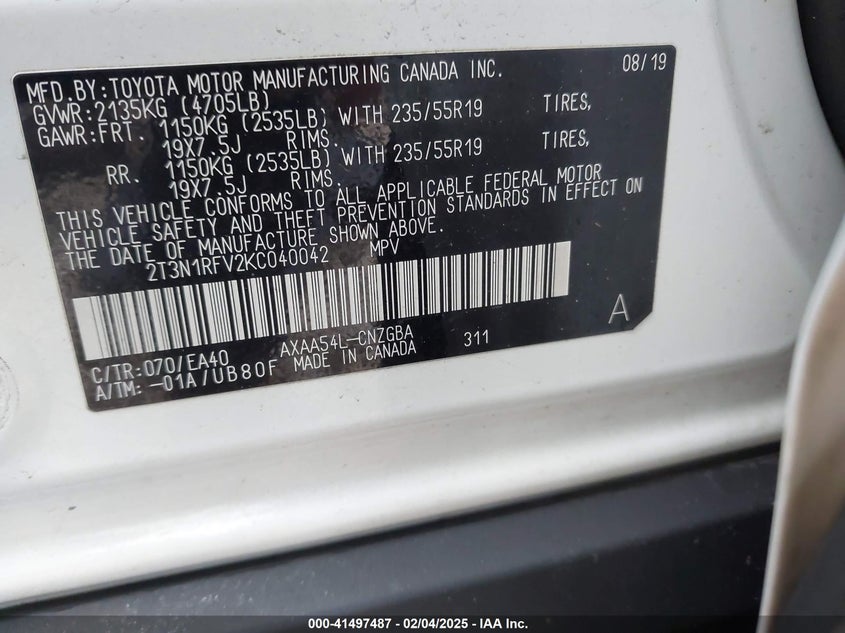 MFD.BY:TOYOTA MOTOR MANUFACTURING CANADA INC. 08/19
GVWR:2135KG (4705LB)
GAWR:FRT 1150KG (2535LB) WITH 235/55R19 TIRES,
19X7.5J RIMS.
RR. 1150KG (2535LB) WITH 235/55R19 TIRES,
19X7.5J RIMS.
THIS VEHICLE CONFORMS TO ALL APPLICABLE FEDERAL MOTOR
VEHICLE SAFETY AND THEFT PREVENTION STANDARDS IN EFFECT ON
THE DATE OF MANUFACTURE SHOWN ABOVE.
2T3N1RFV2KC040042 MPV
A
C/TR:070/EA40 AXAA54L-CNZGBA 311
A/TM:-01A/UB80F MADE IN CANADA
000-41497487 - 02/04/2025 - IAA Inc.